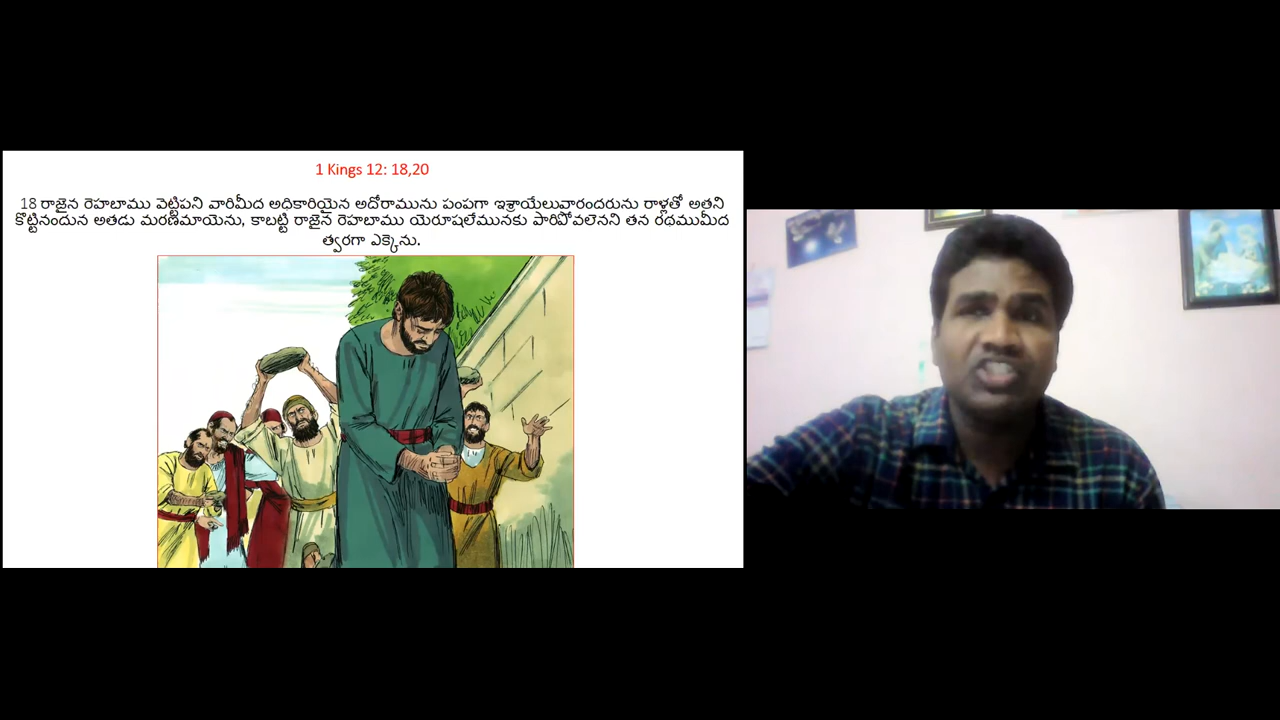 1 Kings 12: 18,20
18 రాజైన రెహబాము వెట్టిపని వారిమీద అధికారియైన అదోరామును పంపగా ఇశ్రాయేలువారందరును రాళ్లతో అతని
కొట్టినందున అతడు మరణమాయెను, కాబట్టి రాజైన రెహబాము యెరూషలేమునకు పారిపోవలెనని తన రథముమీద
త్వరగా ఎక్కెను.